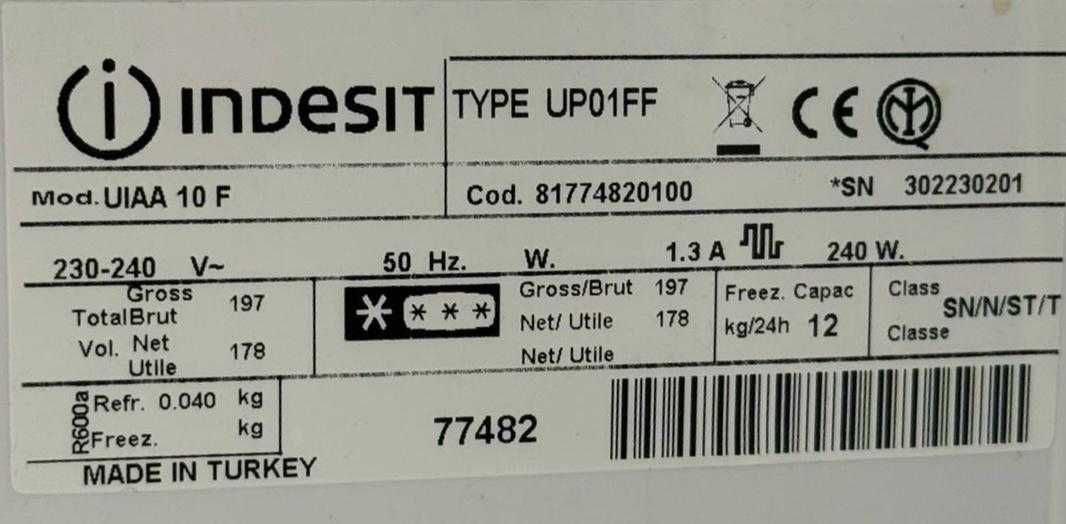 INDESIT
TYPE UP01FF CE
Mod. UIAA 10 F
Cod. 81774820100
*SN 302230201
230-240 V~ 50 Hz. W. 1.3 A 240 W.
Gross
Total Brut 197
Vol. Net 178
Utile
Gross/Brut 197
Net/ Utile 178
Net/ Utile
Freez. Capac
kg/24h 12
Class
SN/N/ST/T
Classe
R600a
Refr. 0.040 kg
Freez. kg
77482
MADE IN TURKEY